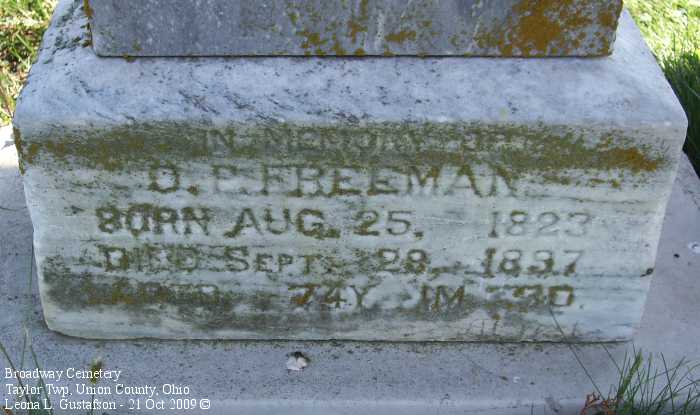 IN MEMORY OF
D. P. FREEMAN
BORN AUG. 25, 1823
DIED SEPT. 28, 1897
AGED 74Y. 1M. 3D.
Broadway Cemetery
Taylor Twp, Union County, Ohio
Leona L. Gustafson - 21 Oct 2009 ©